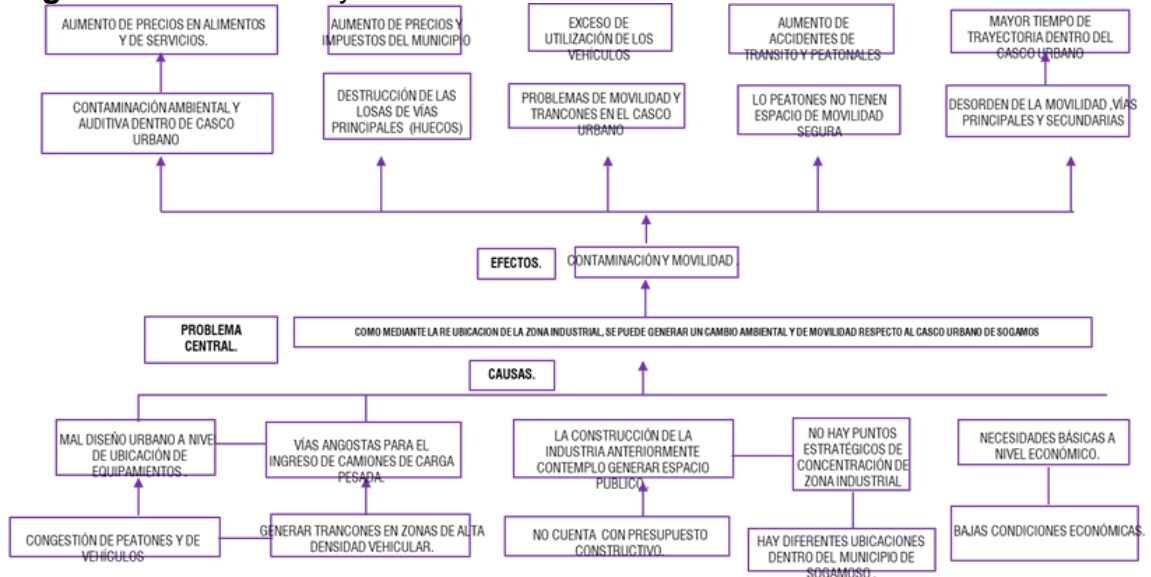 AUMENTO DE PRECIOS EN ALIMENTOS
Y DE SERVICIOS.
AUMENTO DE PRECIOS Y
IMPUESTOS DEL MUNICIPIO
EXCESO DE
UTILIZACIÓN DE LOS
VEHÍCULOS
AUMENTO DE
ACCIDENTES DE
TRANSITO Y PEATONALES
MAYOR TIEMPO DE
TRAYECTORIA DENTRO DEL
CASCO URBANO
CONTAMINACIÓN AMBIENTAL Y
AUDITIVA DENTRO DE CASCO
URBANO
DESTRUCCIÓN DE LAS
LOSAS DE VÍAS
PRINCIPALES (HUECOS)
PROBLEMAS DE MOVILIDAD Y
TRANCONES EN EL CASCO
URBANO
LO PEATONES NO TIENEN
ESPACIO DE MOVILIDAD
SEGURA
DESORDEN DE LA MOVILIDAD ,VÍAS
PRINCIPALES Y SECUNDARIAS
EFECTOS.
CONTAMINACIÓN Y MOVILIDAD .
PROBLEMA
CENTRAL.
COMO MEDIANTE LA RE UBICACION DE LA ZONA INDUSTRIAL, SE PUEDE GENERAR UN CAMBIO AMBIENTAL Y DE MOVILIDAD RESPECTO AL CASCO URBANO DE SOGAMOS
CAUSAS.
MAL DISEÑO URBANO A NIVEL
DE UBICACIÓN DE
EQUIPAMIENTOS .
VÍAS ANGOSTAS PARA EL
INGRESO DE CAMIONES DE CARGA
PESADA.
LA CONSTRUCCIÓN DE LA
INDUSTRIA ANTERIORMENTE
CONTEMPLO GENERAR ESPACIO
PUBLICO .
NO HAY PUNTOS
ESTRATÉGICOS DE
CONCENTRACIÓN DE
ZONA INDUSTRIAL
NECESIDADES BÁSICAS A
NIVEL ECONÓMICO.
CONGESTIÓN DE PEATONES Y DE
VEHÍCULOS
GENERAR TRANCONES EN ZONAS DE ALTA
DENSIDAD VEHICULAR.
NO CUENTA CON PRESUPUESTO
CONSTRUCTIVO.
HAY DIFERENTES UBICACIONES
DENTRO DEL MUNICIPIO DE
SOGAMOSO .
BAJAS CONDICIONES ECONÓMICAS.